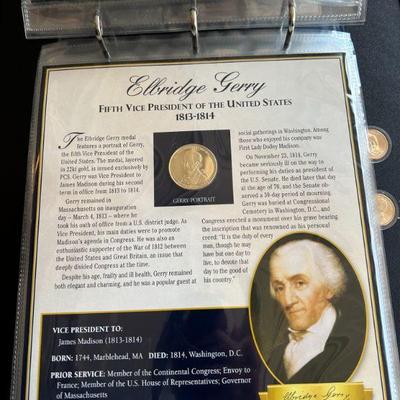 Elbridge Gerry
FIFTH VICE PRESIDENT OF THE UNITED STATES
1813-1814
The Elbridge Gerry medal
features a portrait of Gerry,
the fifth Vice President of the
United States. The medal, layered
in 22kt gold, is issued exclusively by
PCS. Gerry was Vice President to
James Madison during his second
term in office from 1813 to 1814.
Gerry remained in
Massachusetts on inauguration
day – March 4, 1813 – where he
took his oath of office from a U.S. district judge. As
Vice President, his main duties were to promote
Madison's agenda in Congress. He was also an
enthusiastic supporter of the War of 1812 between
the United States and Great Britain, an issue that
deeply divided Congress at the time.
Despite his age, frailty and ill health, Gerry remained
both elegant and charming, and he was a popular guest at
GERRY PORTRAIT
social gatherings in Washington. Among
those who enjoyed his company was
First Lady Dolley Madison.
On November 23, 1814, Gerry
became seriously ill on the way to
performing his duties as president of
the U.S. Senate. He died later that day
at the age of 70, and the Senate
observed a 30-day period of mourning.
Gerry was buried at Congressional
Cemetery in Washington, D.C., and
Congress erected a monument over his grave bearing
the inscription that was renowned as his personal
creed: "It is the duty of every
man, though he may
have but one day to
live, to devote that
day to the good of
his country."
VICE PRESIDENT TO:
James Madison (1813-1814)
BORN: 1744, Marblehead, MA DIED: 1814, Washington, D.C.
PRIOR SERVICE: Member of the Continental Congress; Envoy to
France; Member of the U.S. House of Representatives; Governor
of Massachusetts
Elbridge Gerry